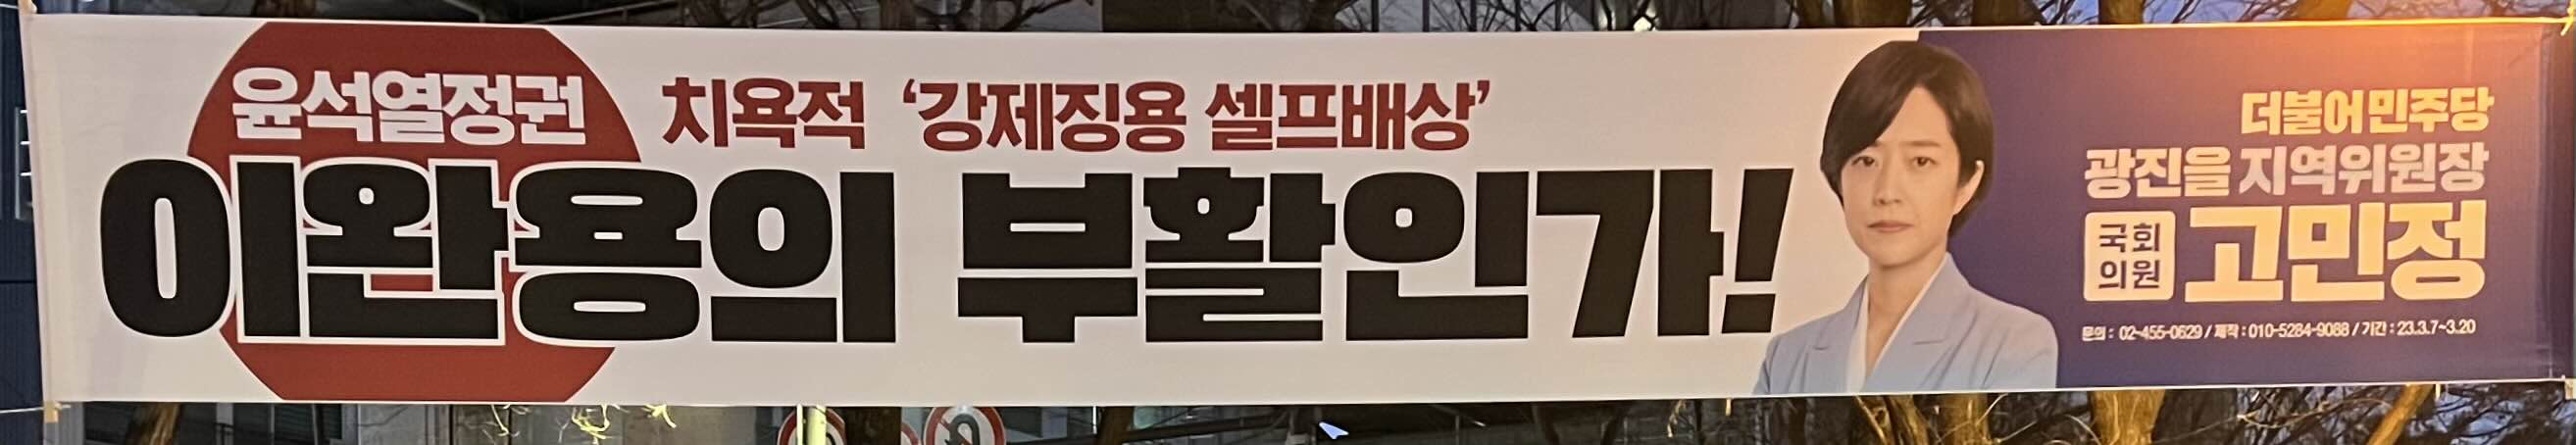 윤석열정권 치욕적 '강제징용 셀프배상'
이완용의 부활인가!
더불어민주당
광진을 지역위원장
국회의원 고민정
문의 : 02-455-0629 / 제작 : 010-5284-9088 / 기간 : 23.3.7~3.20